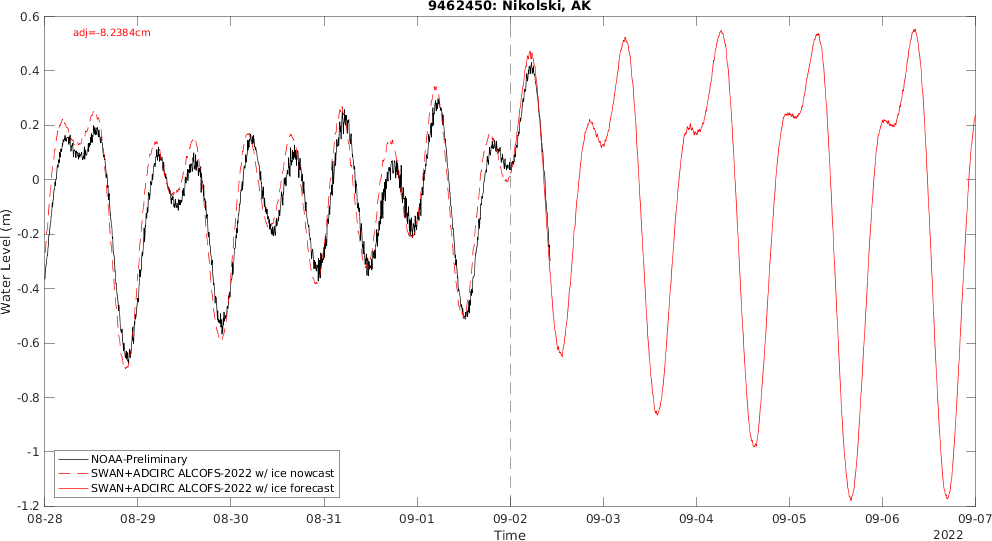 9462450: Nikolski, AK
adj=-8.2384cm
0.6
0.4
0.2
0
-0.2
-0.4
-0.6
-0.8
-1
-1.2
Water Level (m)
NOAA-Preliminary
SWAN+ADCIRC ALCOFS-2022 w/ ice nowcast
SWAN+ADCIRC ALCOFS-2022 w/ ice forecast
08-28 08-29 08-30 08-31 09-01 09-02 09-03 09-04 09-05 09-06 09-07
Time
2022